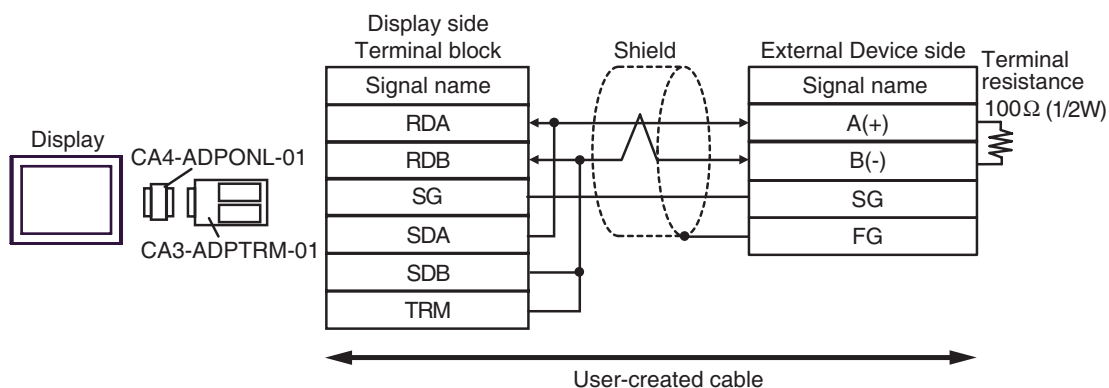 Display side
Terminal block
Shield
External Device side
Terminal
resistance
100Ω (1/2W)
Signal name
Signal name
RDA
A(+)
Display
CA4-ADPONL-01
RDB
B(-)
SG
SG
CA3-ADPTRM-01
SDA
FG
SDB
TRM
User-created cable